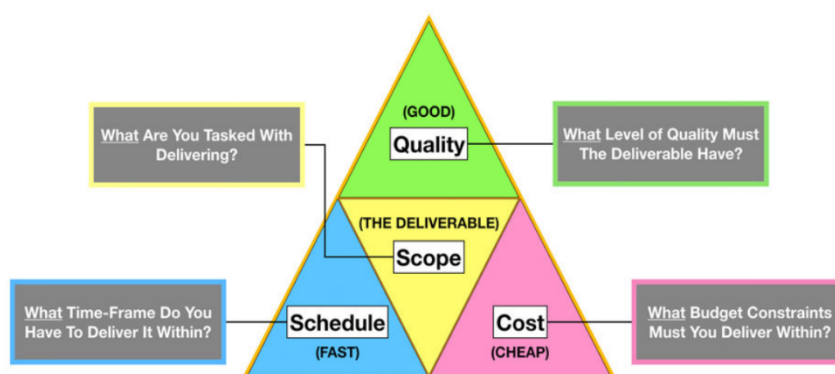 (GOOD)
Quality
What Are You Tasked With
Delivering?
What Level of Quality Must
The Deliverable Have?
(THE DELIVERABLE)
Scope
What Time-Frame Do You
Have To Deliver It Within?
Schedule
(FAST)
Cost
(CHEAP)
What Budget Constraints
Must You Deliver Within?